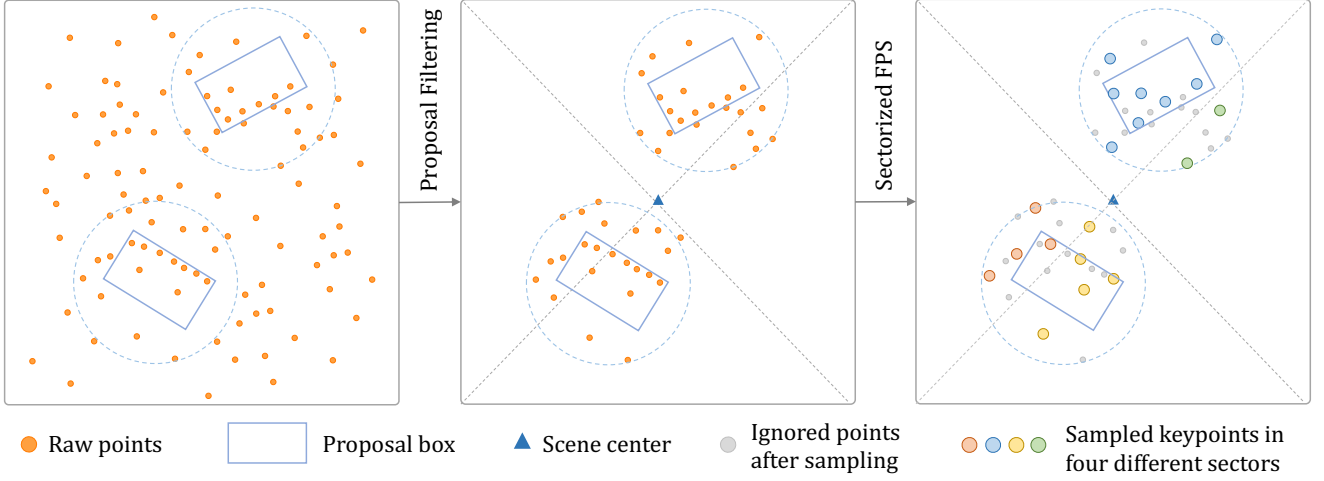 Proposal Filtering
Sectorized FPS
Raw points
Proposal box
Scene center
Ignored points
after sampling
Sampled keypoints in
four different sectors